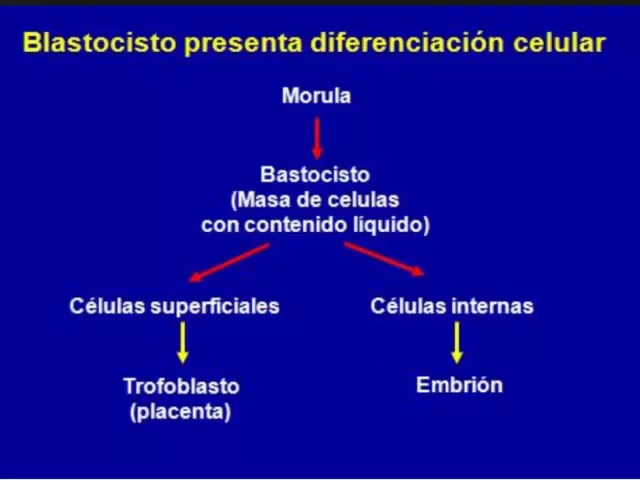 Blastocisto presenta diferenciación celular
Morula
Bastocisto
(Masa de celulas
con contenido líquido)
Células superficiales
Células internas
Trofoblasto
(placenta)
Embrión